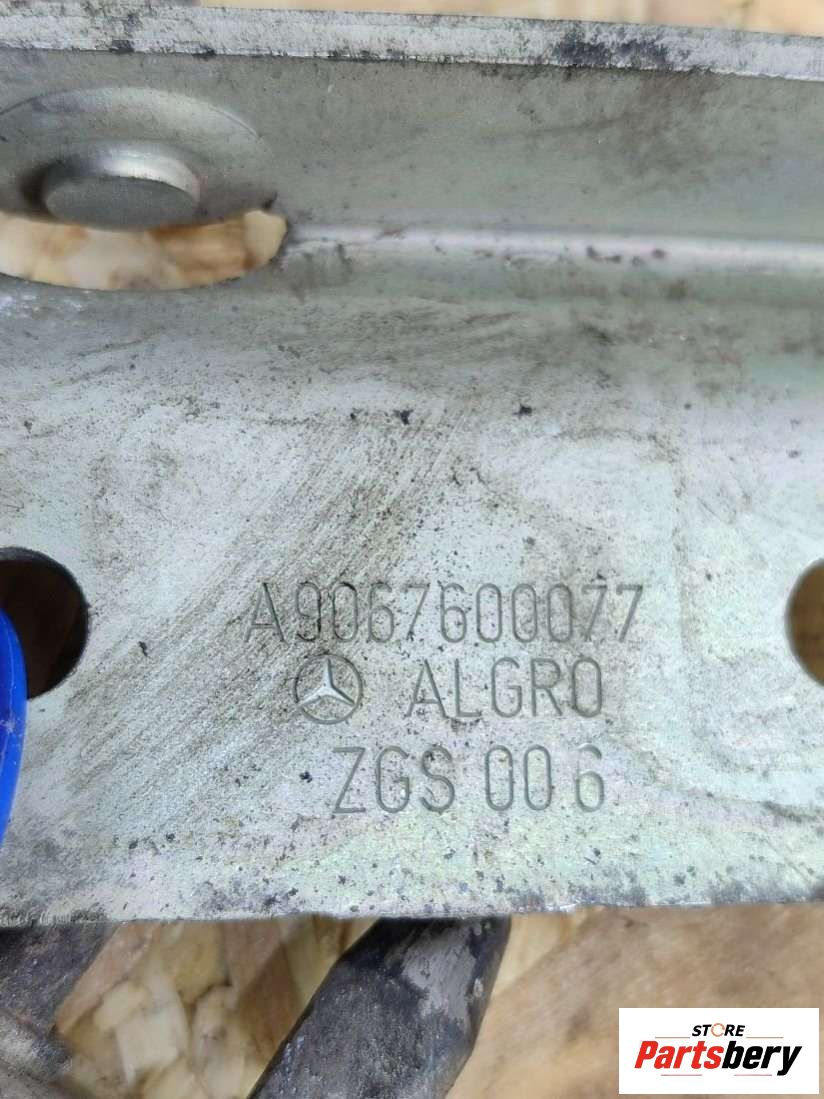 A9067600077
ALGRO
ZGS 006
STORE
Partsbery